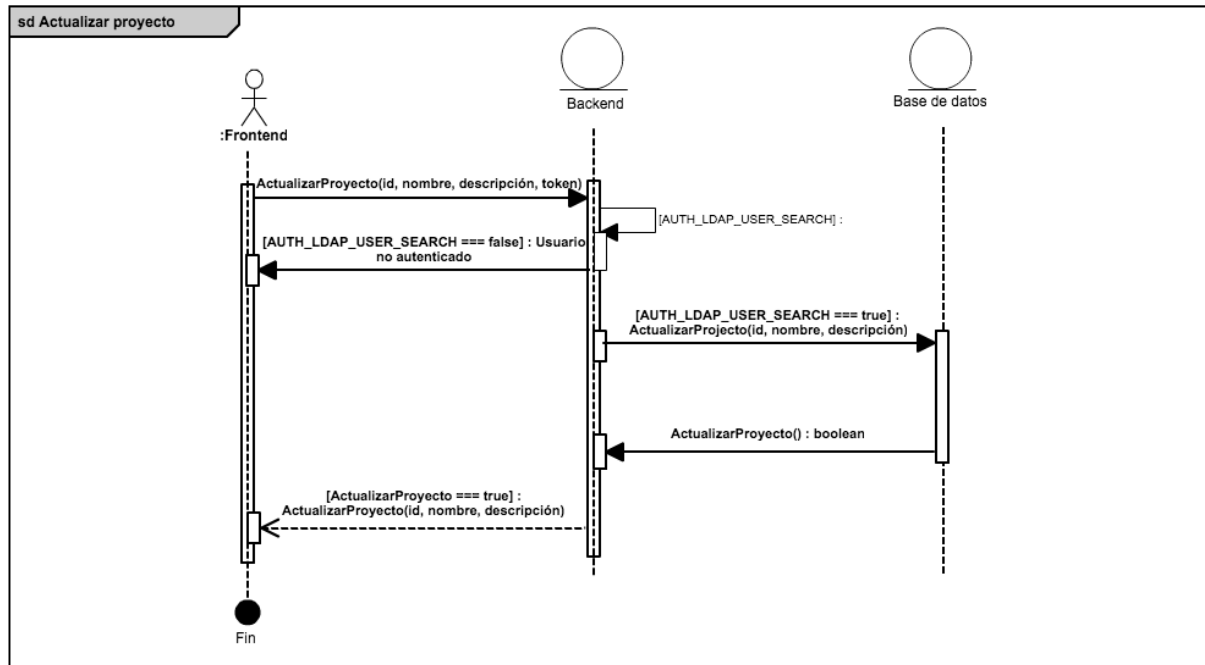 sd Actualizar proyecto
:Frontend
Backend
Base de datos
ActualizarProyecto(id, nombre, descripción, token)
[AUTH_LDAP_USER_SEARCH] :
[AUTH_LDAP_USER_SEARCH === false] : Usuario
no autenticado
[AUTH_LDAP_USER_SEARCH === true] :
ActualizarProjecto(id, nombre, descripción)
ActualizarProyecto() : boolean
[ActualizarProyecto === true] :
ActualizarProyecto(id, nombre, descripción)
Fin